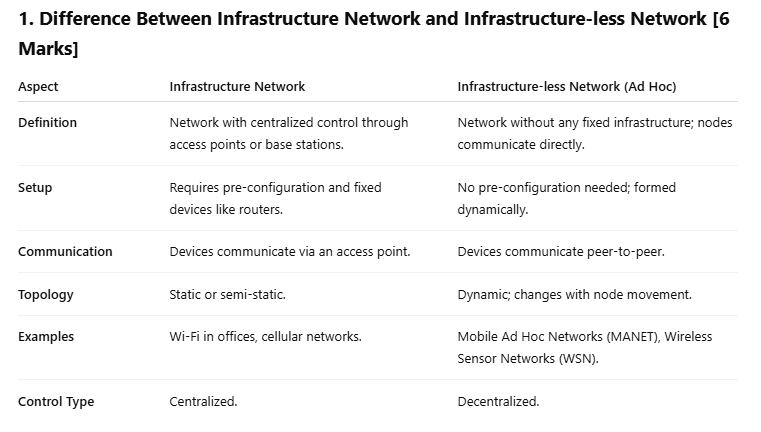 1. Difference Between Infrastructure Network and Infrastructure-less Network [6
Marks]
Aspect Infrastructure Network Infrastructure-less Network (Ad Hoc)
Definition Network with centralized control through Network without any fixed infrastructure; nodes
access points or base stations. communicate directly.
Setup Requires pre-configuration and fixed No pre-configuration needed; formed
devices like routers. dynamically.
Communication Devices communicate via an access point. Devices communicate peer-to-peer.
Topology Static or semi-static. Dynamic; changes with node movement.
Examples Wi-Fi in offices, cellular networks. Mobile Ad Hoc Networks (MANET), Wireless
Sensor Networks (WSN).
Control Type Centralized. Decentralized.